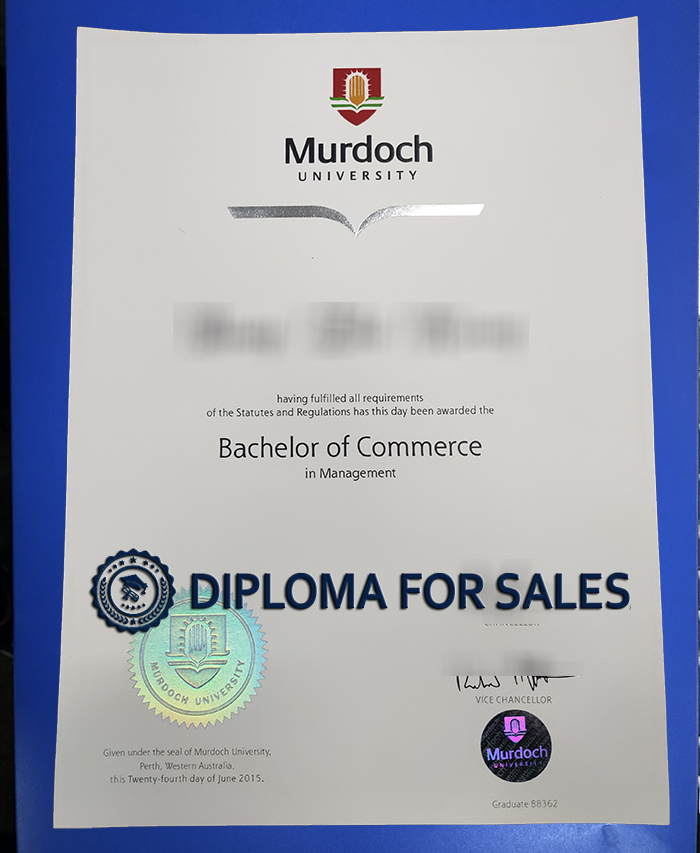 Murdoch
UNIVERSITY
having fulfilled all requirements
of the Statutes and Regulations has this day been awarded the
Bachelor of Commerce
in Management
DIPLOMA FOR SALES
CHANCELLOR
MURDOCH UNIVERSITY
VICE CHANCELLOR
Murdoch
UNIVERSITY
Given under the seal of Murdoch University,
Perth, Western Australia,
this Twenty-fourth day of June 2015.
Graduate 88362